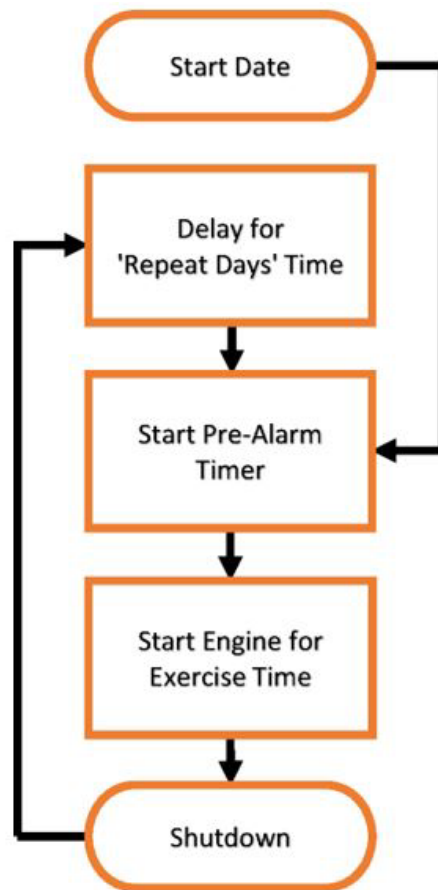 Start Date
Delay for
'Repeat Days' Time
Start Pre-Alarm
Timer
Start Engine for
Exercise Time
Shutdown